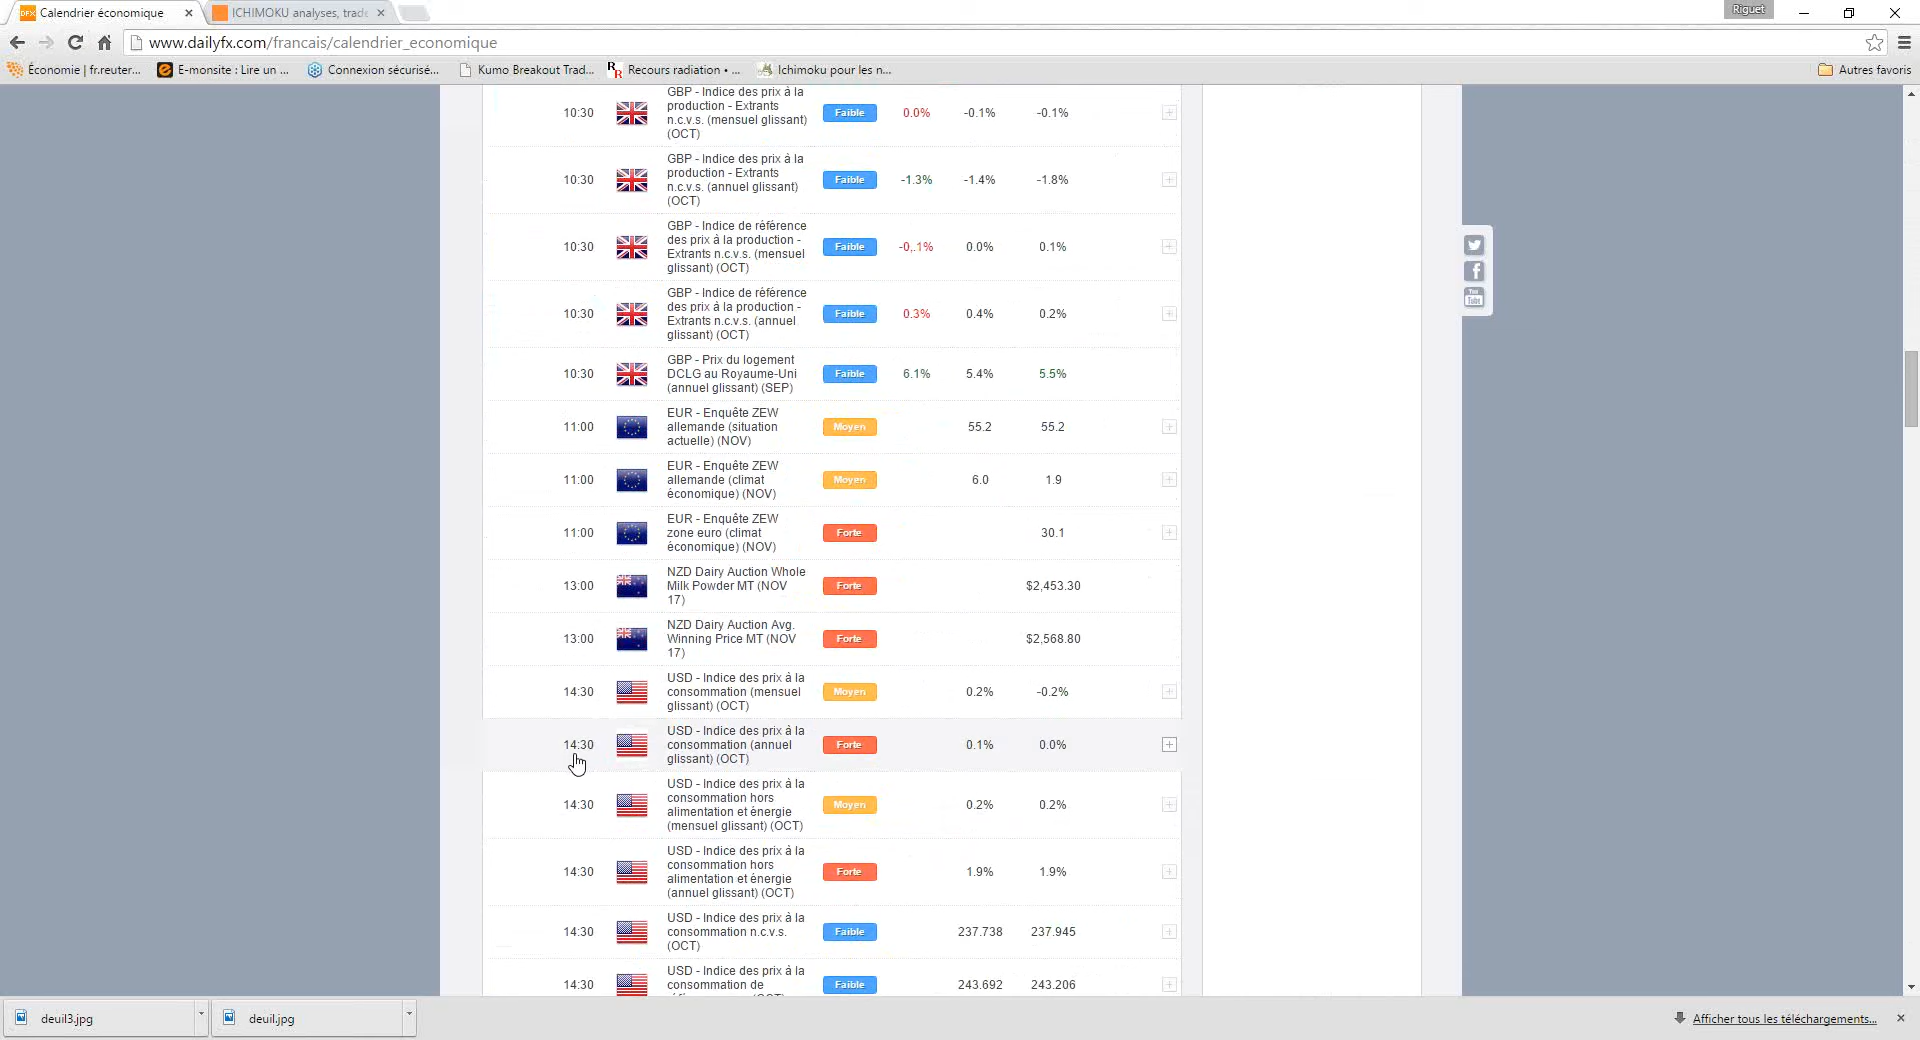 Calendrier économique
ICHIMOKU analyses, trade
Riguet
www.dailyfx.com/francais/calendrier_economique
Économie | fr.reuter...
E-monsite : Lire un ...
Connexion sécurisé...
Kumo Breakout Trad...
Recours radiation • ...
Ichimoku pour les n...
Autres favoris
GBP - Indice des prix à la
production - Extrants
n.c.v.s. (mensuel glissant)
(OCT)
10:30 Faible 0.0% -0.1% -0.1%
GBP - Indice des prix à la
production - Extrants
n.c.v.s. (annuel glissant)
(OCT)
10:30 Faible -1.3% -1.4% -1.8%
GBP - Indice de référence
des prix à la production -
Extrants n.c.v.s. (mensuel
glissant) (OCT)
10:30 Faible -0,.1% 0.0% 0.1%
GBP - Indice de référence
des prix à la production -
Extrants n.c.v.s. (annuel
glissant) (OCT)
10:30 Faible 0.3% 0.4% 0.2%
GBP - Prix du logement
DCLG au Royaume-Uni
(annuel glissant) (SEP)
10:30 Faible 6.1% 5.4% 5.5%
EUR - Enquête ZEW
allemande (situation
actuelle) (NOV)
11:00 Moyen 55.2 55.2
EUR - Enquête ZEW
allemande (climat
économique) (NOV)
11:00 Moyen 6.0 1.9
EUR - Enquête ZEW
zone euro (climat
économique) (NOV)
11:00 Forte 30.1
NZD Dairy Auction Whole
Milk Powder MT (NOV
17)
13:00 Forte $2,453.30
NZD Dairy Auction Avg.
Winning Price MT (NOV
17)
13:00 Forte $2,568.80
USD - Indice des prix à la
consommation (mensuel
glissant) (OCT)
14:30 Moyen 0.2% -0.2%
USD - Indice des prix à la
consommation (annuel
glissant) (OCT)
14:30 Forte 0.1% 0.0%
USD - Indice des prix à la
consommation hors
alimentation et énergie
(mensuel glissant) (OCT)
14:30 Moyen 0.2% 0.2%
USD - Indice des prix à la
consommation hors
alimentation et énergie
(annuel glissant) (OCT)
14:30 Forte 1.9% 1.9%
USD - Indice des prix à la
consommation n.c.v.s.
(OCT)
14:30 Faible 237.738 237.945
USD - Indice des prix à la
consommation de
14:30 Faible 243.692 243.206
You
Tube
deuil3.jpg
deuil.jpg
Afficher tous les téléchargements...